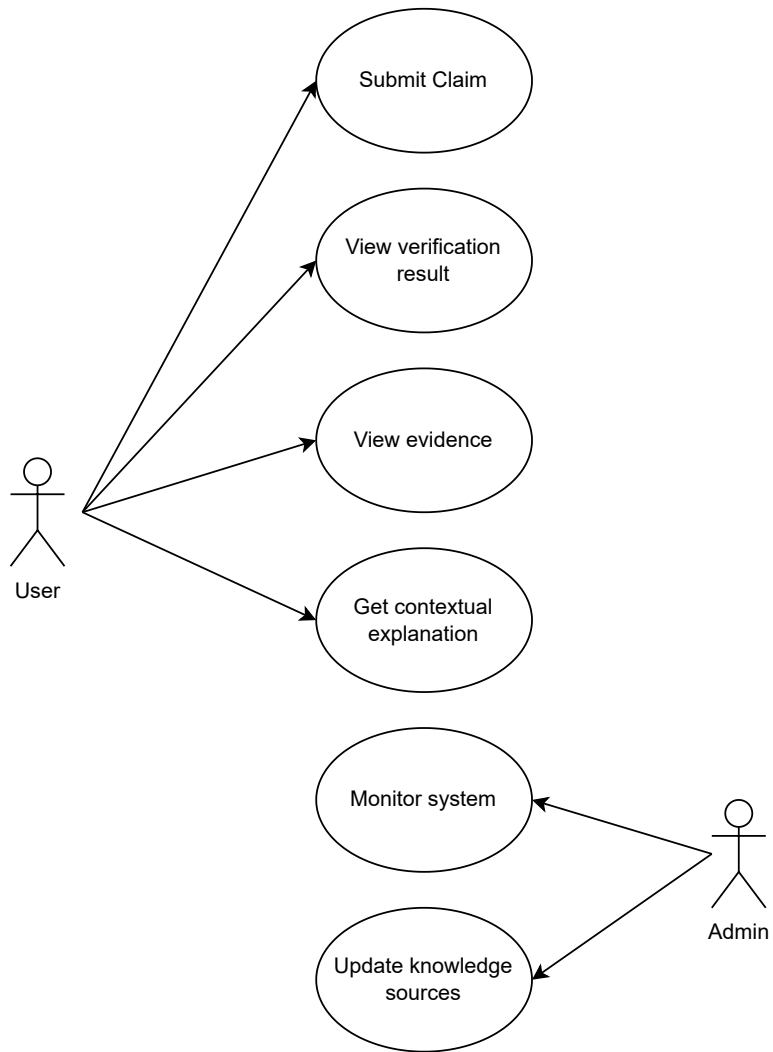 Submit Claim
View verification
result
View evidence
User
Get contextual
explanation
Monitor system
Admin
Update knowledge
sources